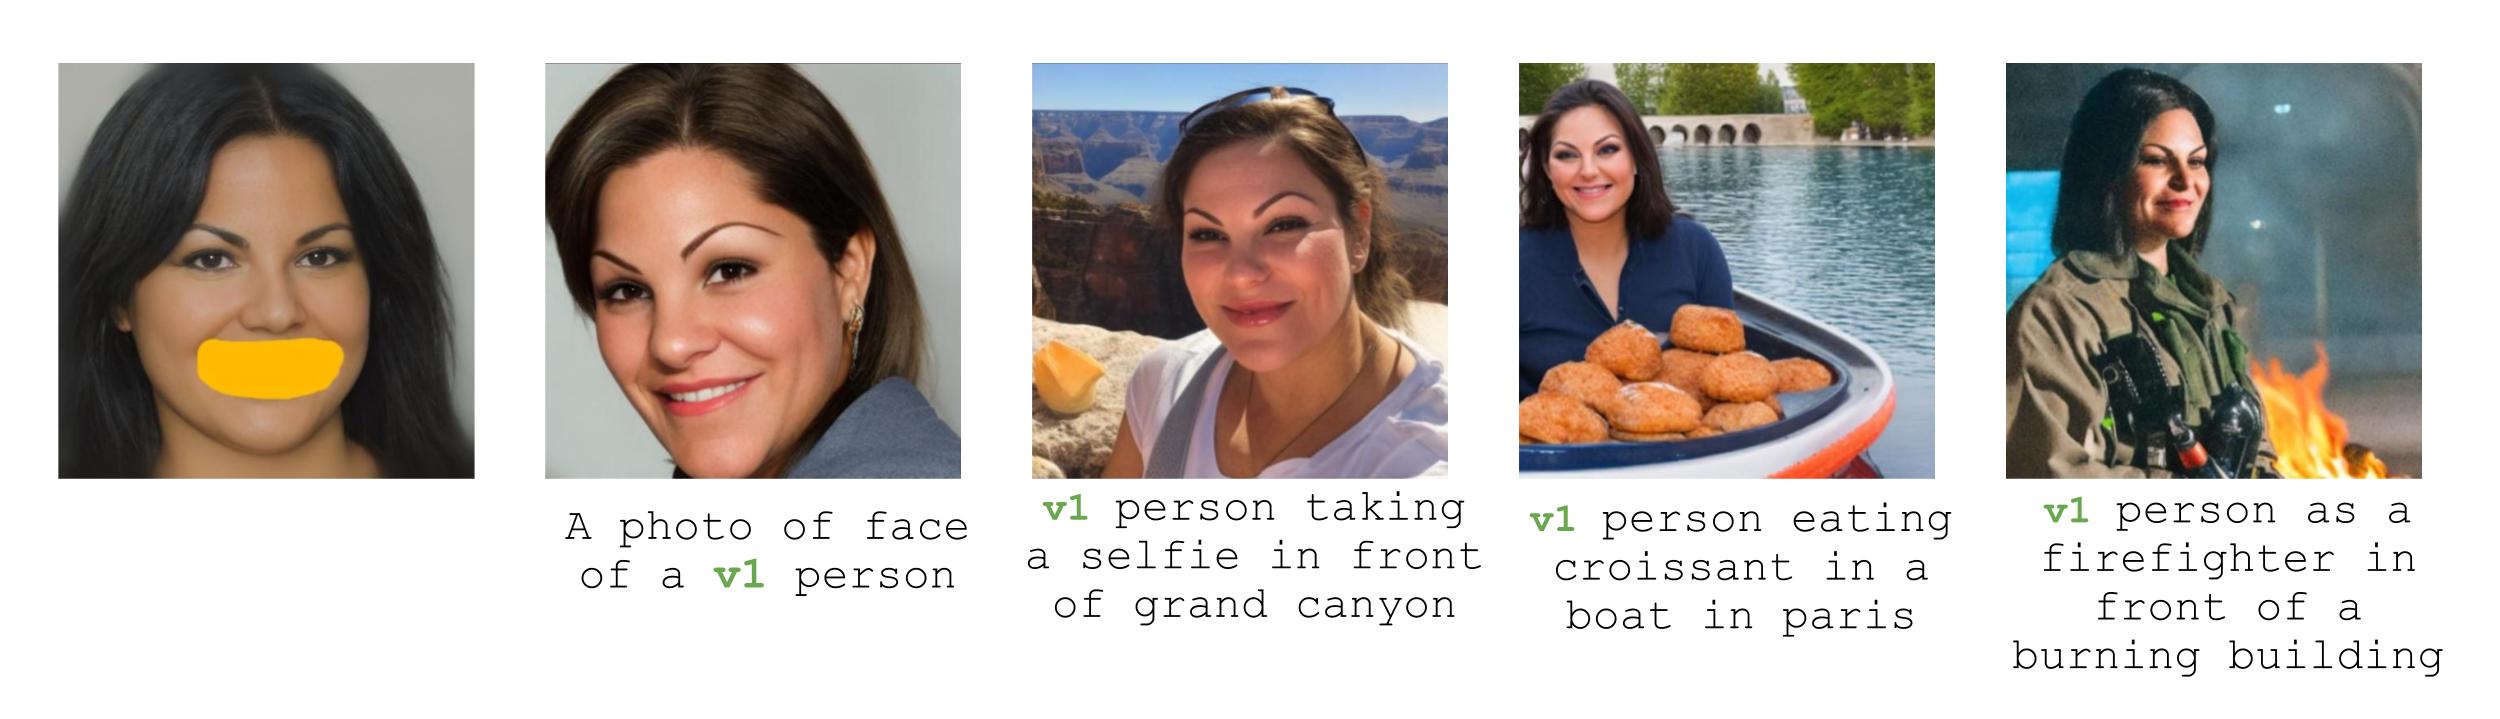 A photo of face
of a v1 person
v1 person taking
a selfie in front
of grand canyon
v1 person eating
croissant in a
boat in paris
v1 person as a
firefighter in
front of a
burning building